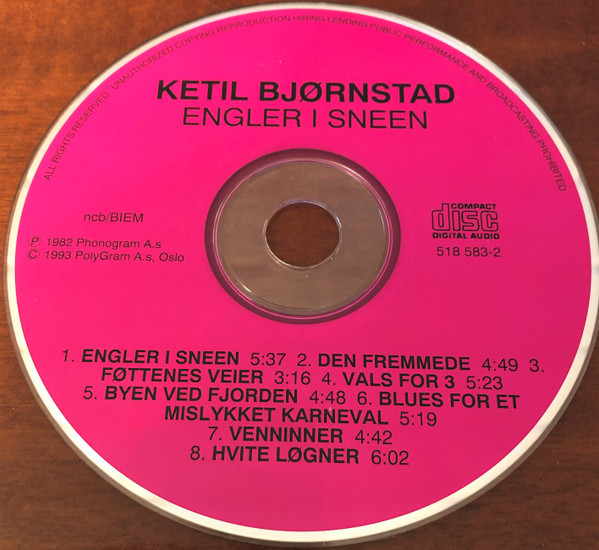 ALL RIGHTS RESERVED UNAUTHORIZED COPYING REPRODUCTION HIRING LENDING PUBLIC PERFORMANCE AND BROADCASTING PROHIBITED
KETIL BJØRNSTAD
ENGLER I SNEEN
ncb/BIEM
P 1982 Phonogram A.s
C 1993 PolyGram A.s, Oslo
COMPACT
disc
DIGITAL AUDIO
518 583-2
1. ENGLER I SNEEN 5:37 2. DEN FREMMEDE 4:49 3.
FØTTENES VEIER 3:16 4. VALS FOR 3 5:23
5. BYEN VED FJORDEN 4:48 6. BLUES FOR ET
MISLYKKET KARNEVAL 5:19
7. VENNINNER 4:42
8. HVITE LØGNER 6:02